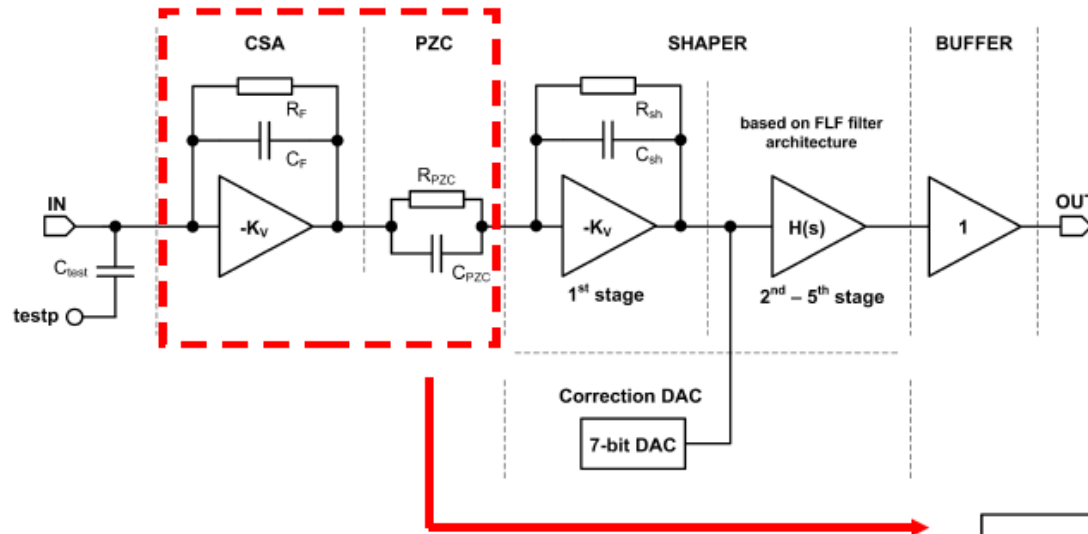 CSA
PZC
SHAPER
BUFFER
R_F
C_F
R_PZC
C_PZC
R_sh
C_sh
based on FLF filter
architecture
IN
-K_V
-K_V
H(s)
1
OUT
C_test
testp
1st stage
2nd – 5th stage
Correction DAC
7-bit DAC